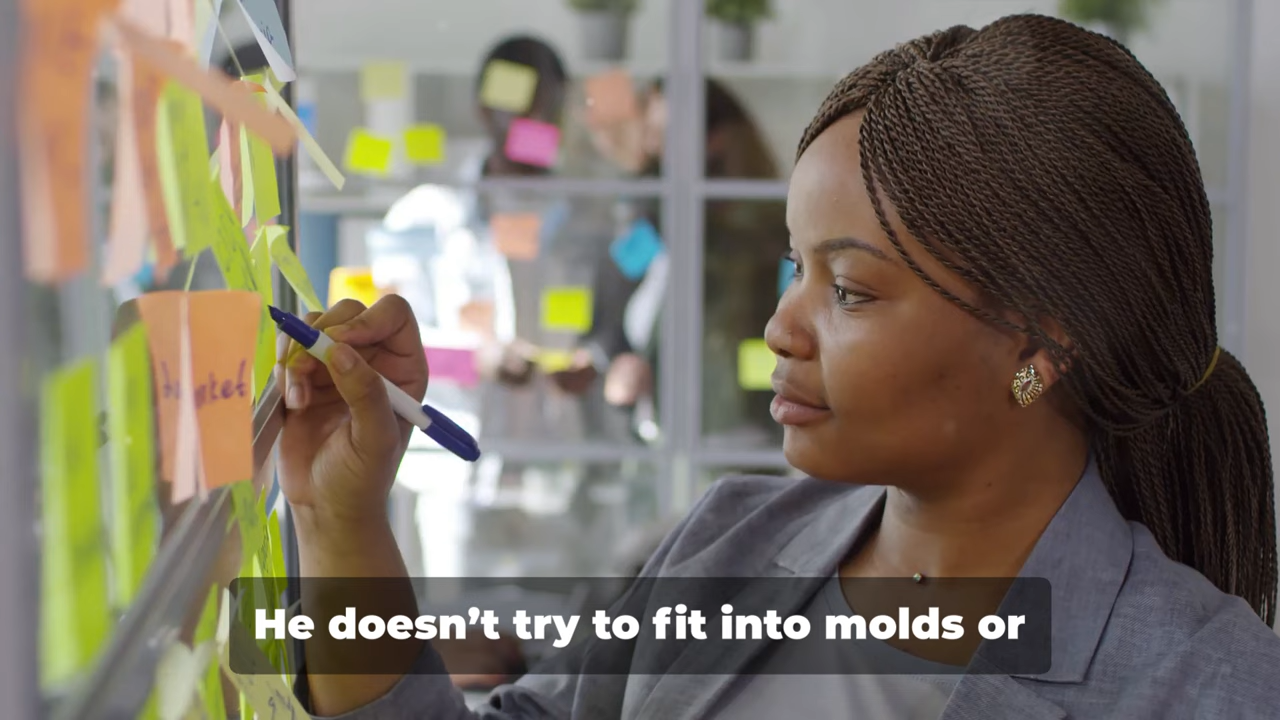 He doesn’t try to fit into molds or